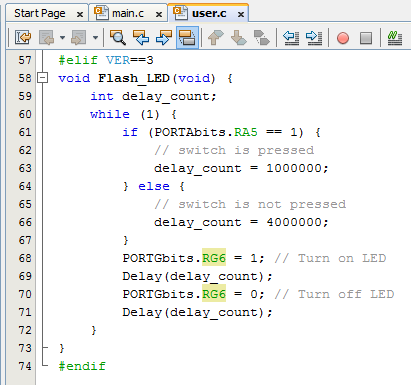 Start Page main.c user.c
57 #elif VER==3
58 void Flash_LED(void) {
59 int delay_count;
60 while (1) {
61 if (PORTAbits.RA5 == 1) {
62 // switch is pressed
63 delay_count = 1000000;
64 } else {
65 // switch is not pressed
66 delay_count = 4000000;
67 }
68 PORTGbits.RG6 = 1; // Turn on LED
69 Delay(delay_count);
70 PORTGbits.RG6 = 0; // Turn off LED
71 Delay(delay_count);
72 }
73 }
74 #endif